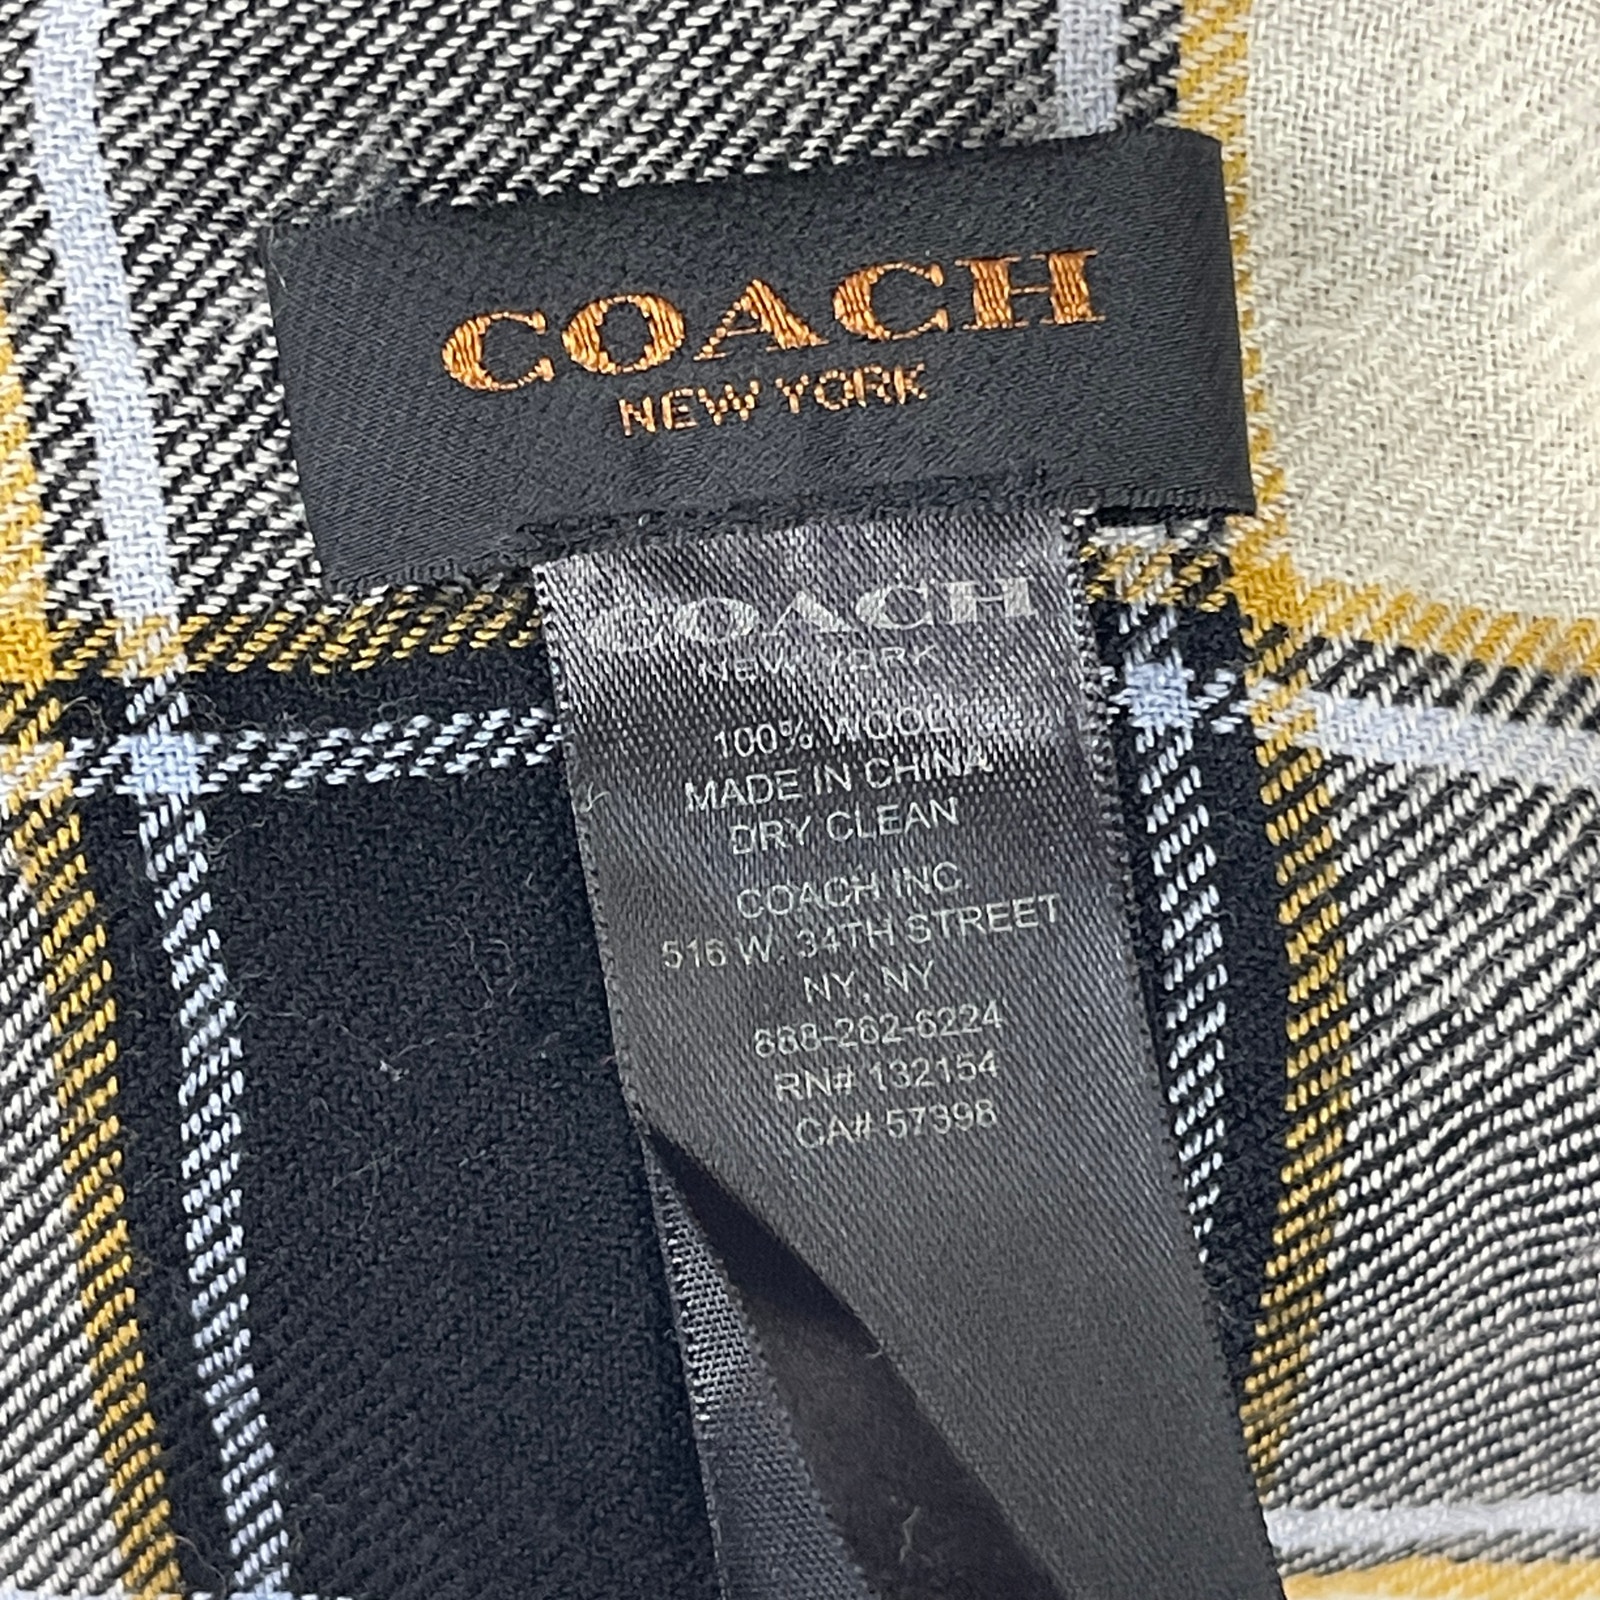 COACH
NEW YORK
COACH
NEW YORK
100% WOOL
MADE IN CHINA
DRY CLEAN
COACH INC.
516 W. 34TH STREET
NY, NY
888-262-6224
RN# 132154
CA# 57398